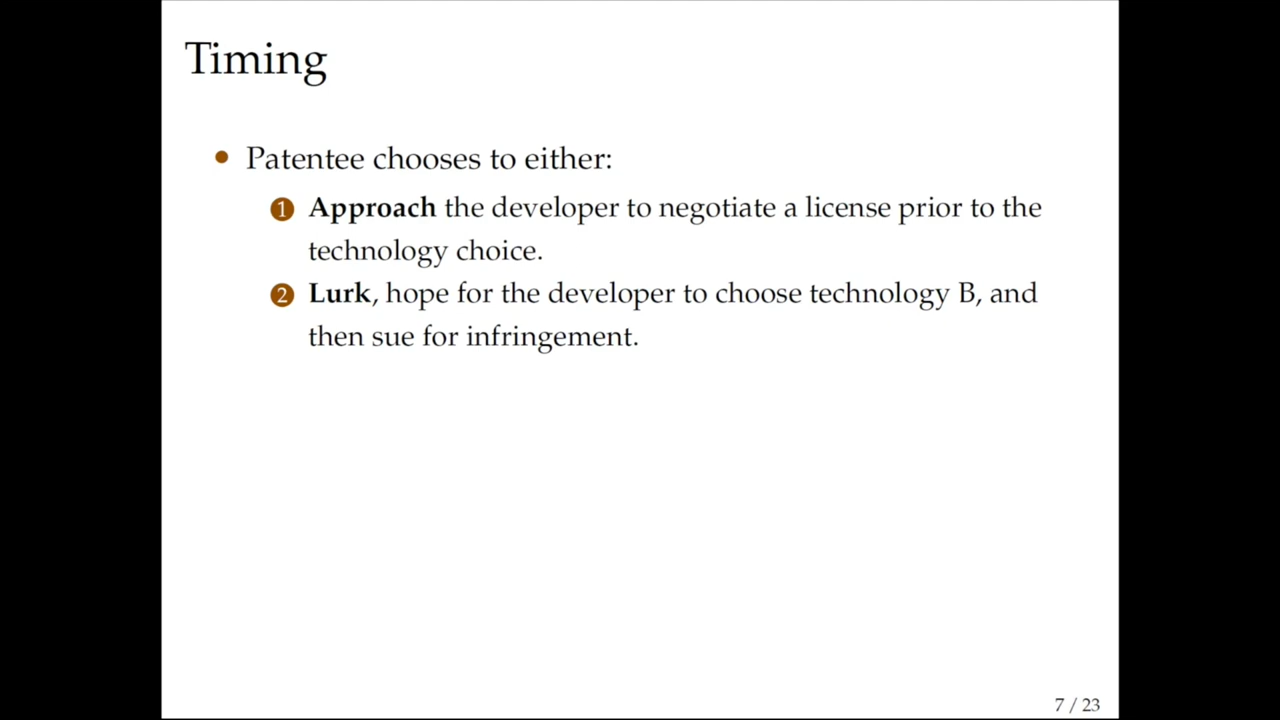 Timing
• Patentee chooses to either:
1 Approach the developer to negotiate a license prior to the
technology choice.
2 Lurk, hope for the developer to choose technology B, and
then sue for infringement.
7 / 23